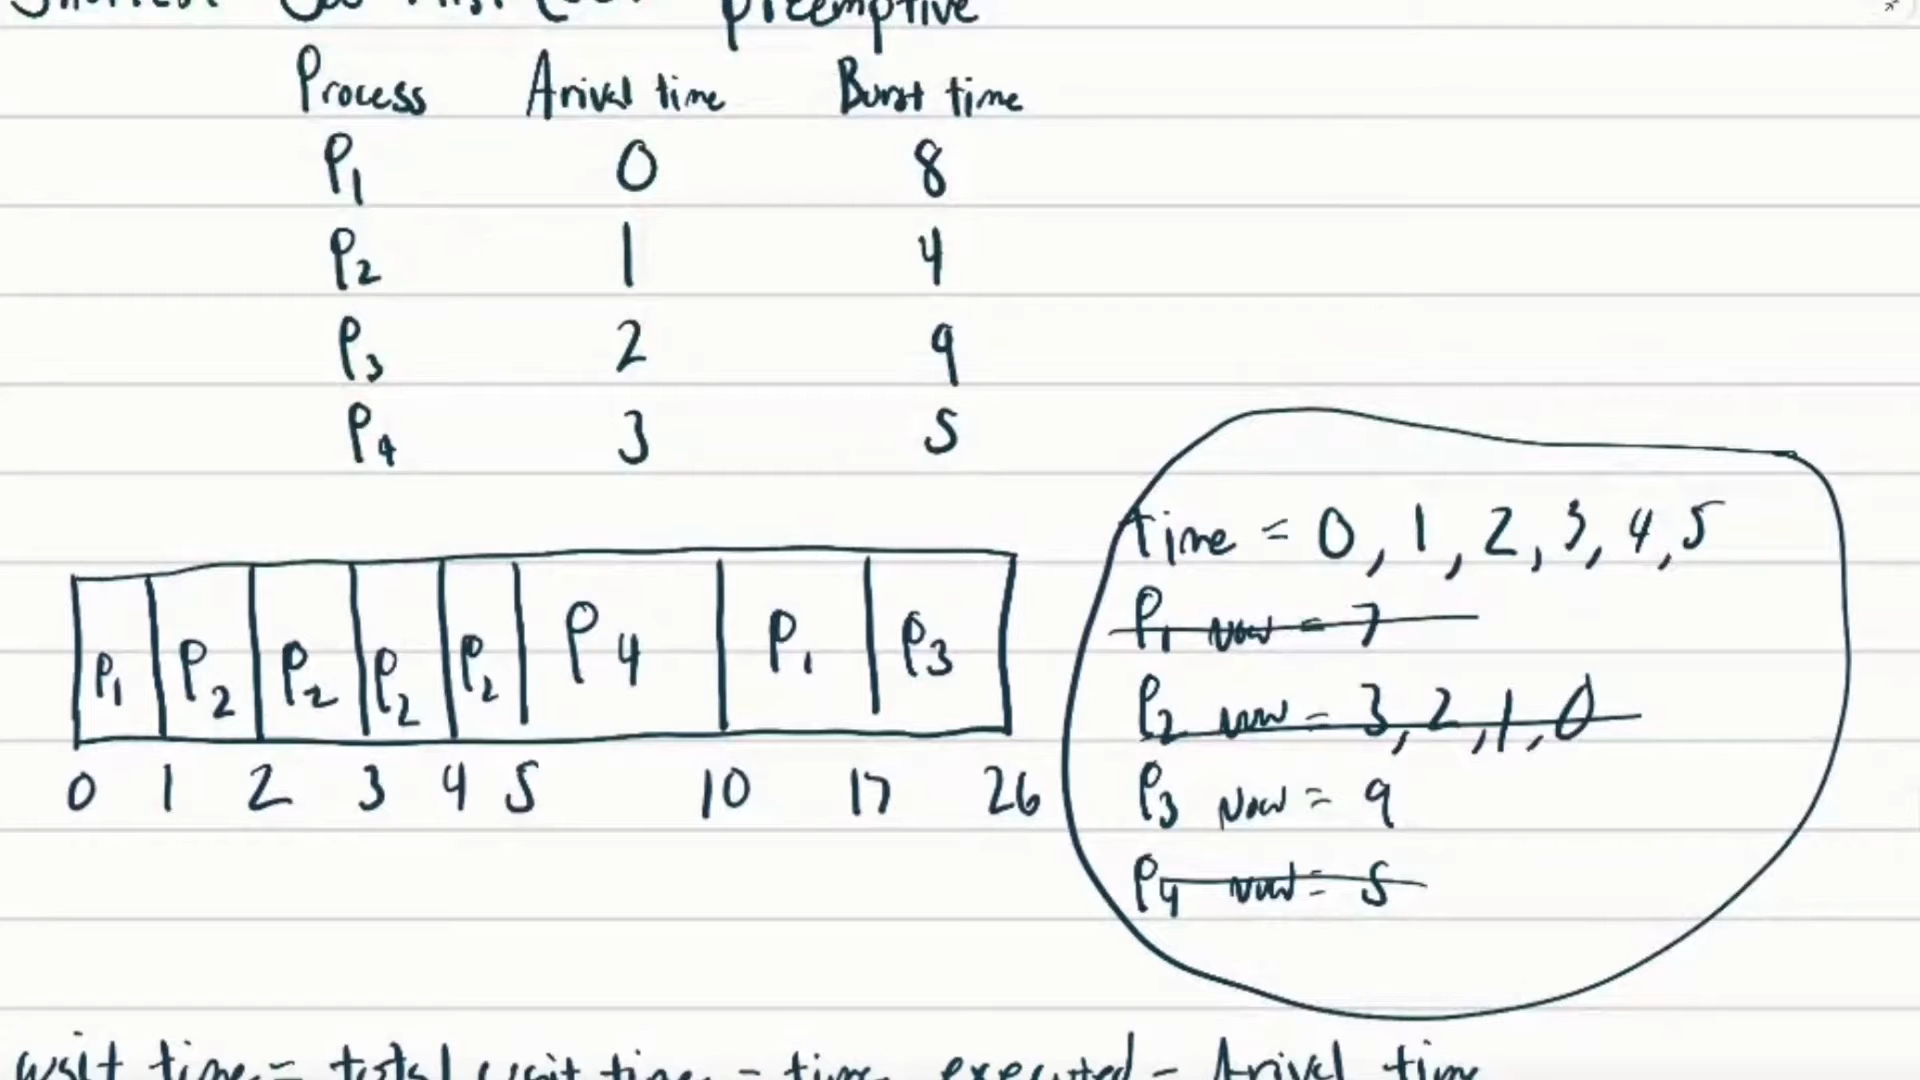 preemptive
Process Arival time Burst time
P1 0 8
P2 1 4
P3 2 9
P4 3 5
P1 P2 P2 P2 P2 P4 P1 P3
0 1 2 3 4 5 10 17 26
time = 0, 1, 2, 3, 4, 5
P1 now = 7
P2 now = 3, 2, 1, 0
P3 now = 9
P4 now = 5
wait time = total wait time - time executed - Arival time